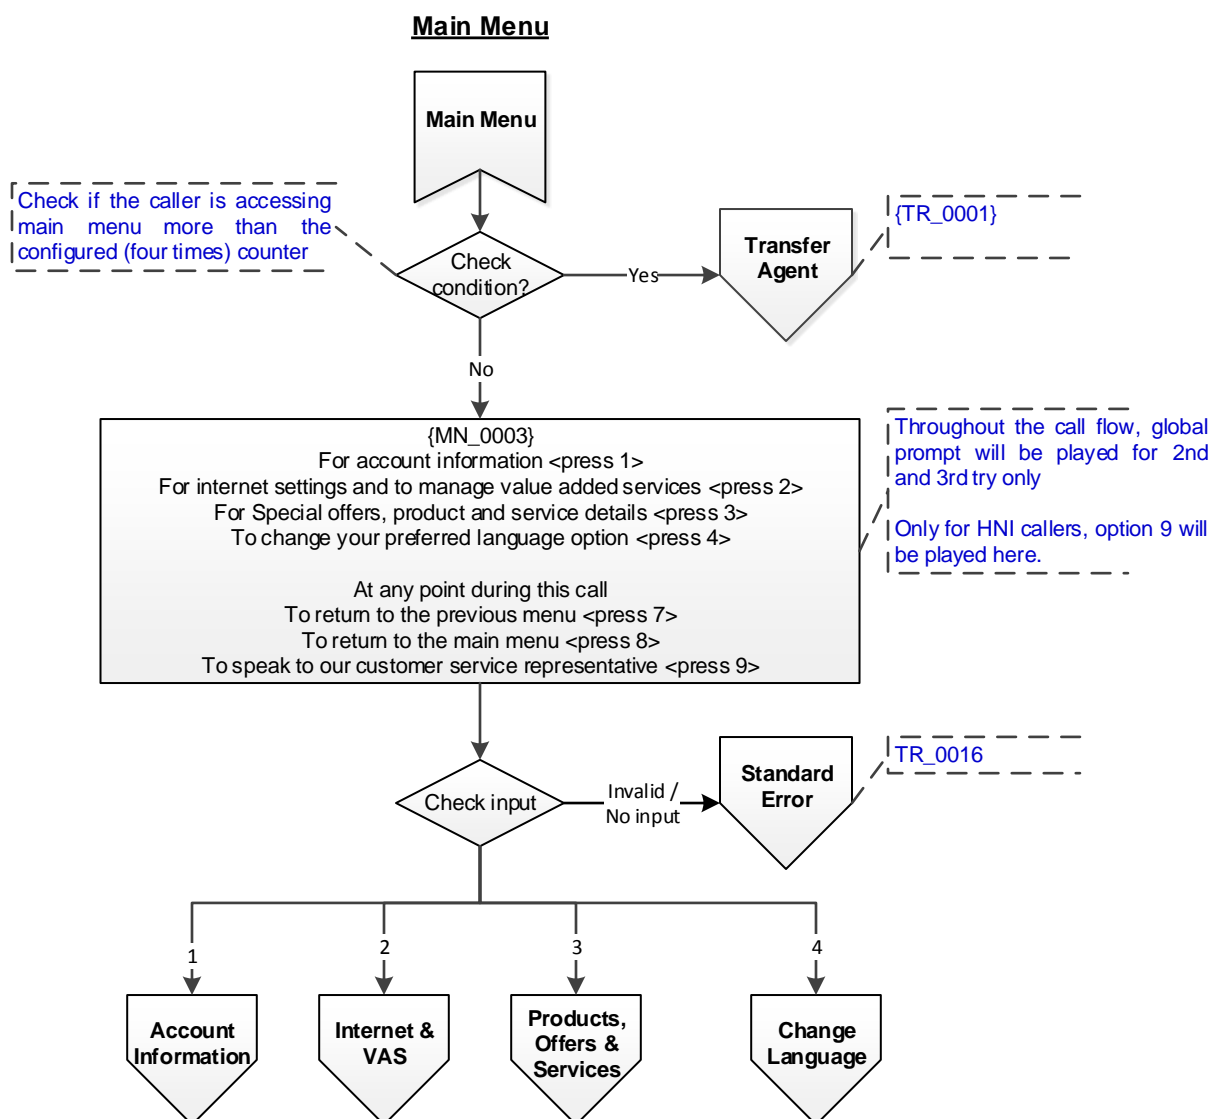 Main Menu
Main Menu
Check if the caller is accessing
main menu more than the
configured (four times) counter
Check
condition?
Yes
Transfer
Agent
{TR_0001}
No
{MN_0003}
For account information <press 1>
For internet settings and to manage value added services <press 2>
For Special offers, product and service details <press 3>
To change your preferred language option <press 4>
At any point during this call
To return to the previous menu <press 7>
To return to the main menu <press 8>
To speak to our customer service representative <press 9>
Throughout the call flow, global
prompt will be played for 2nd
and 3rd try only
Only for HNI callers, option 9 will
be played here.
Check input
Invalid /
No input
Standard
Error
TR_0016
1
2
3
4
Account
Information
Internet &
VAS
Products,
Offers &
Services
Change
Language